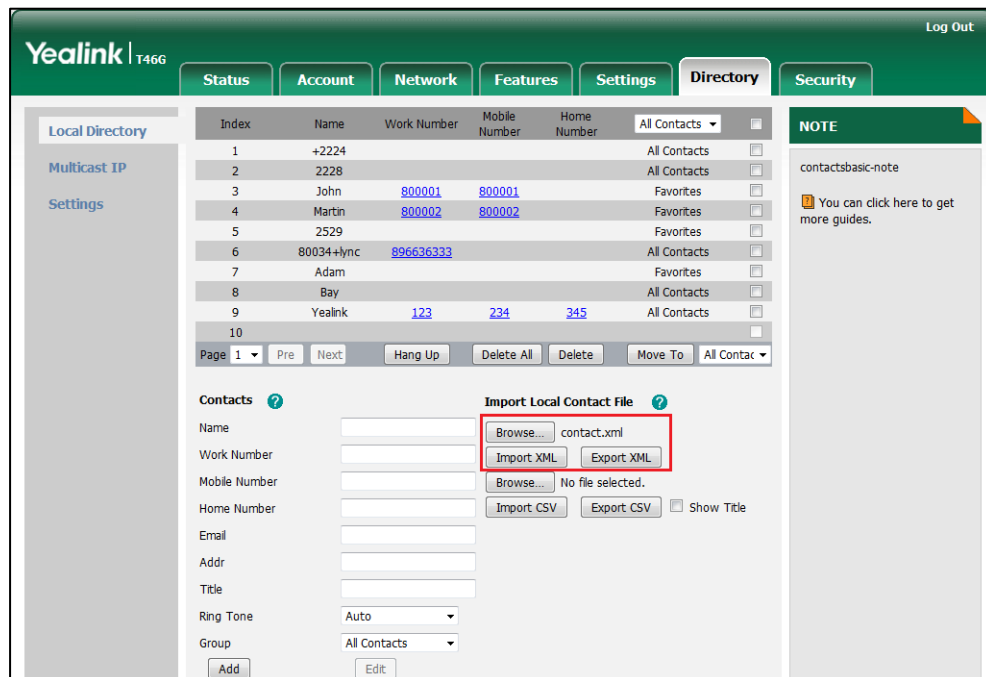 Log Out
Yealink | T46G
Status Account Network Features Settings Directory Security
Local Directory
Multicast IP
Settings
Index Name Work Number Mobile Number Home Number All Contacts
1 +2224 All Contacts
2 2228 All Contacts
3 John 800001 800001 Favorites
4 Martin 800002 800002 Favorites
5 2529 Favorites
6 80034+lync 896636333 All Contacts
7 Adam Favorites
8 Bay All Contacts
9 Yealink 123 234 345 All Contacts
10
Page 1 Pre Next Hang Up Delete All Delete Move To All Contac
Contacts ?
Name
Work Number
Mobile Number
Home Number
Email
Addr
Title
Ring Tone Auto
Group All Contacts
Add Edit
Import Local Contact File ?
Browse... contact.xml
Import XML Export XML
Browse... No file selected.
Import CSV Export CSV Show Title
NOTE
contactsbasic-note
? You can click here to get
more guides.